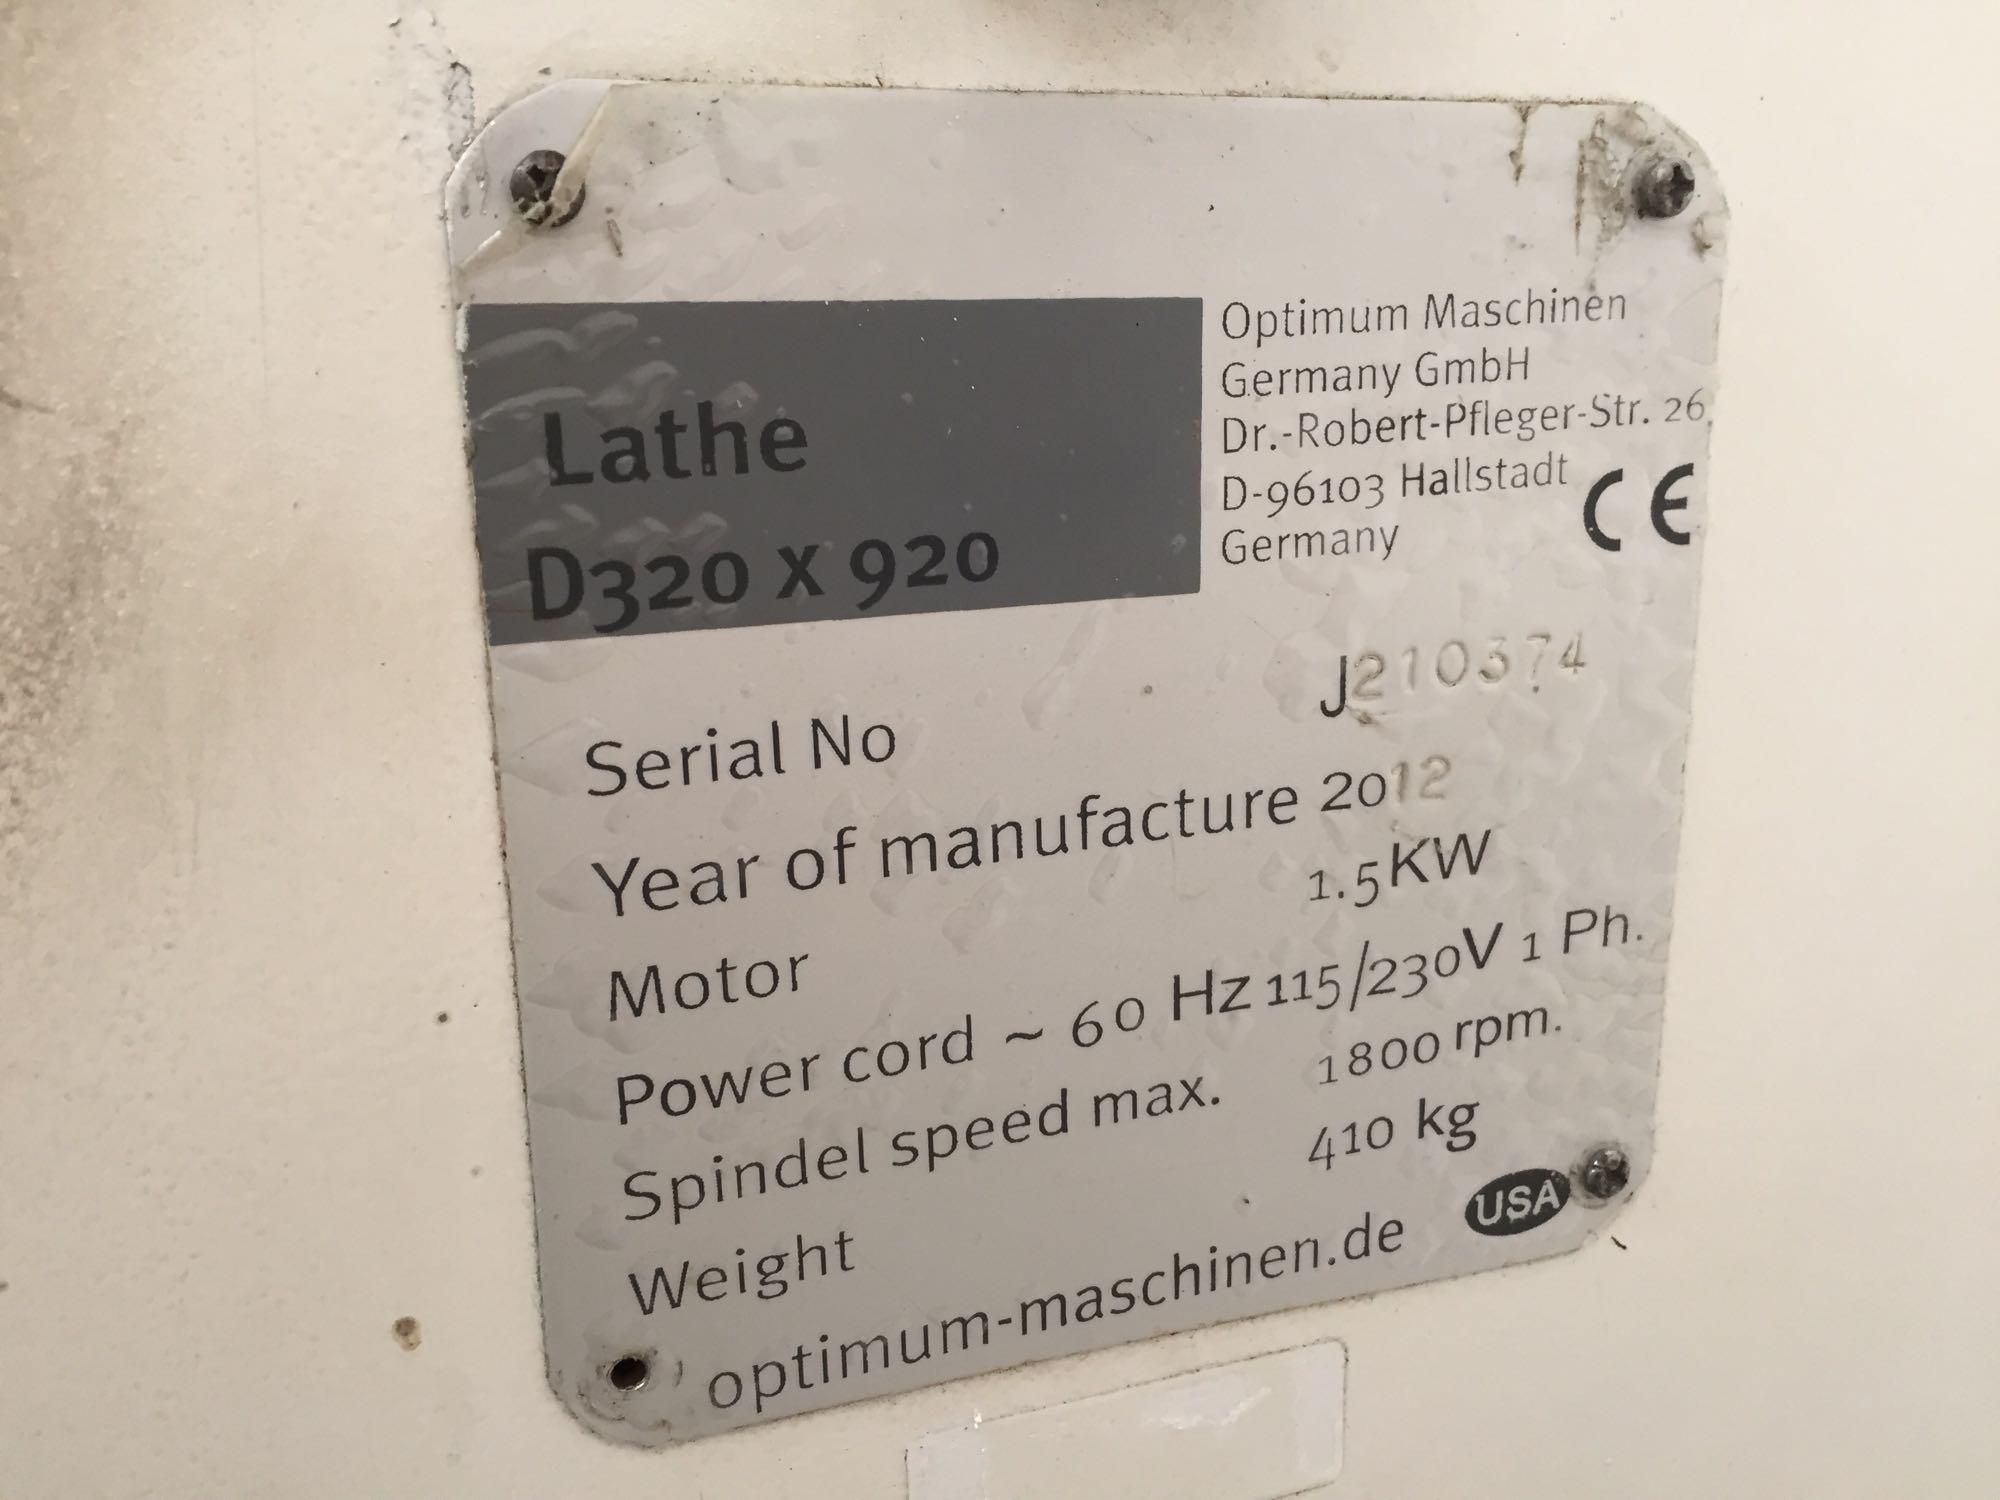 Lathe
D320 x 920
Optimum Maschinen
Germany GmbH
Dr.-Robert-Pfleger-Str. 26,
D-96103 Hallstadt
Germany
CE
Serial No J210374
Year of manufacture 2012
Motor 1.5KW
Power cord ~ 60 Hz 115/230V 1 Ph.
Spindel speed max. 1800 rpm.
Weight 410 kg
optimum-maschinen.de USA